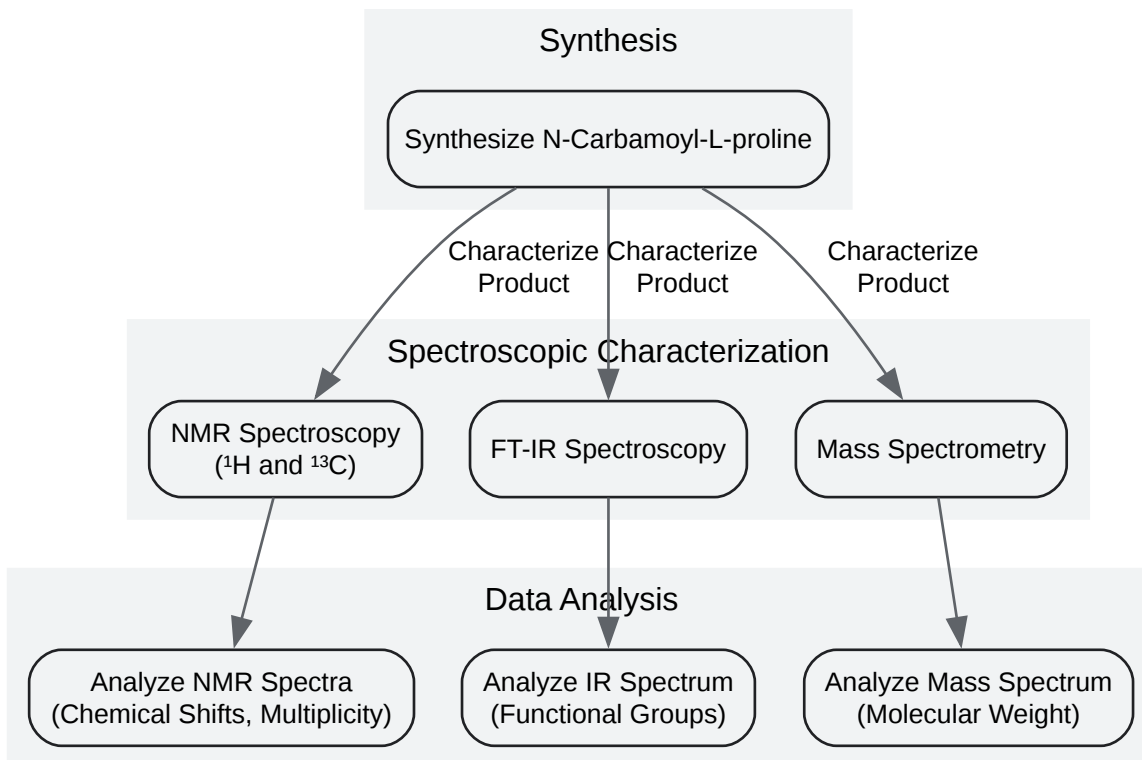 Synthesis
Synthesize N-Carbamoyl-L-proline
Characterize
Product
Characterize
Product
Characterize
Product
Spectroscopic Characterization
NMR Spectroscopy
(¹H and ¹³C)
FT-IR Spectroscopy
Mass Spectrometry
Data Analysis
Analyze NMR Spectra
(Chemical Shifts, Multiplicity)
Analyze IR Spectrum
(Functional Groups)
Analyze Mass Spectrum
(Molecular Weight)